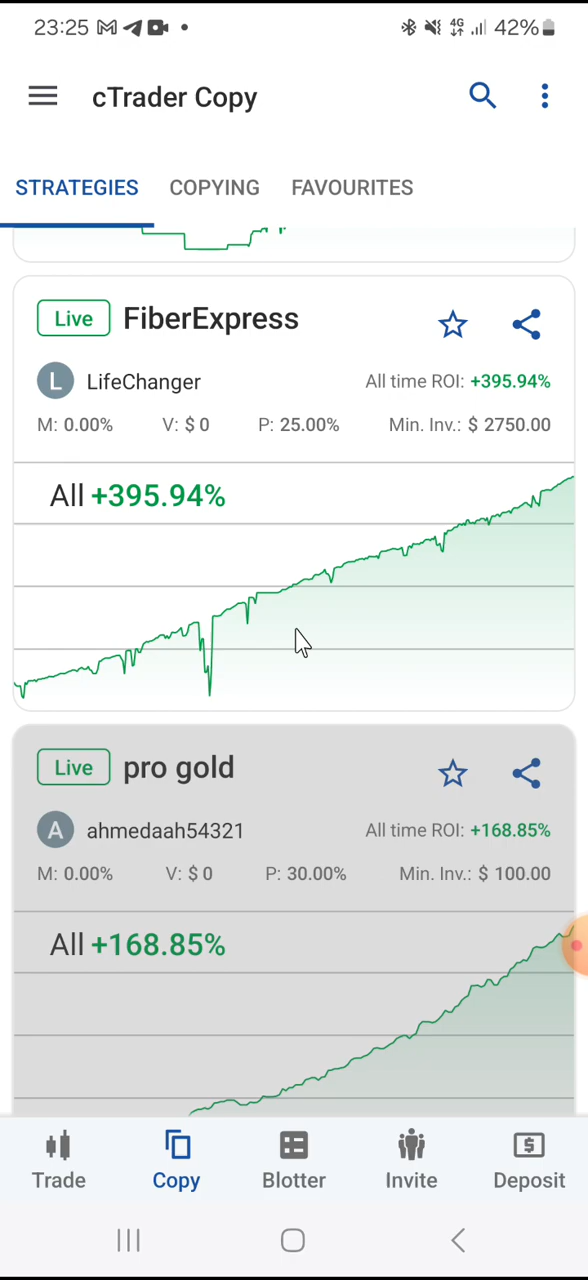 23:25 4G 42%
cTrader Copy
STRATEGIES COPYING FAVOURITES
Live FiberExpress
L LifeChanger All time ROI: +395.94%
M: 0.00% V: $ 0 P: 25.00% Min. Inv.: $ 2750.00
All +395.94%
Live pro gold
A ahmedaah54321 All time ROI: +168.85%
M: 0.00% V: $ 0 P: 30.00% Min. Inv.: $ 100.00
All +168.85%
Trade Copy Blotter Invite Deposit